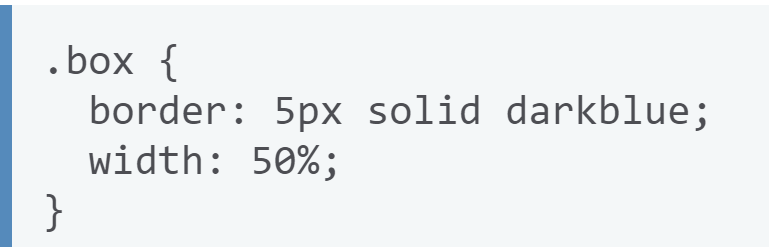 .box {
  border: 5px solid darkblue;
  width: 50%;
}